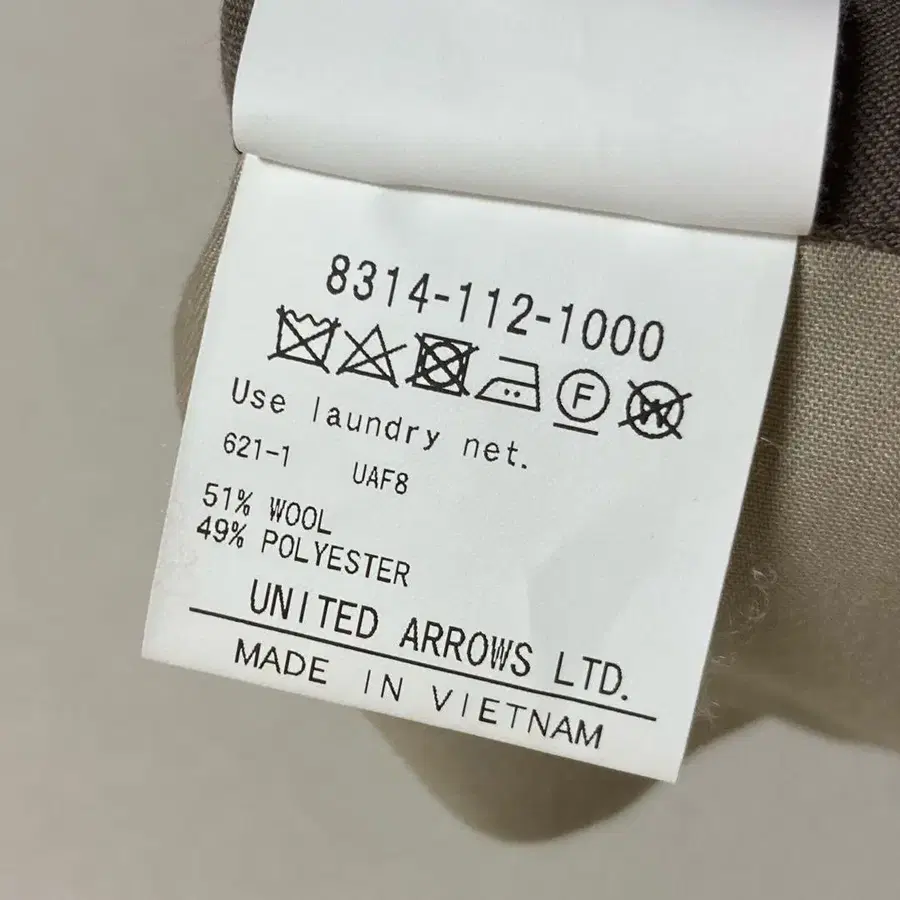 8314-112-1000
F W
Use laundry net.
621-1 UAF8
51% WOOL
49% POLYESTER
UNITED ARROWS LTD.
MADE IN VIETNAM